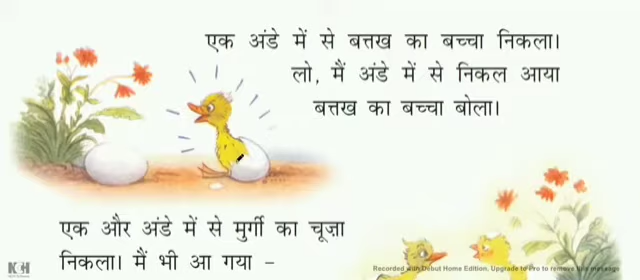 एक अंडे में से बत्तख का बच्चा निकला।
लो, मैं अंडे में से निकल आया
बत्तख का बच्चा बोला।
एक और अंडे में से मुर्गी का चूज़ा
निकला। मैं भी आ गया –
Recorded with Debut Home Edition. Upgrade to Pro to remove this message